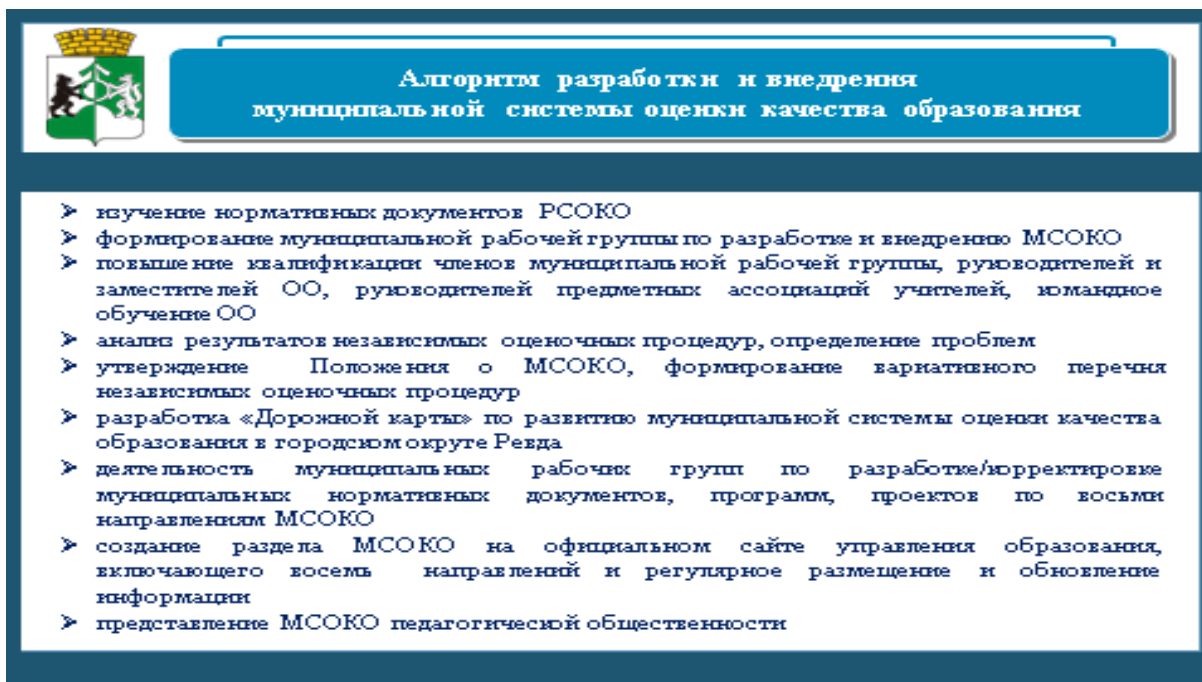 Алгоритм разработки и внедрения
муниципальной системы оценки качества образования
➢ изучение нормативных документов РСОКО
➢ формирование муниципальной рабочей группы по разработке и внедрению МСОКО
➢ повышение квалификации членов муниципальной рабочей группы, руководителей и
заместителей ОО, руководителей предметных ассоциаций учителей, командное
обучение ОО
➢ анализ результатов независимых оценочных процедур, определение проблем
➢ утверждение Положения о МСОКО, формирование вариативного перечня
независимых оценочных процедур
➢ разработка «Дорожной карты» по развитию муниципальной системы оценки качества
образования в городском округе Ревда
➢ деятельность муниципальных рабочих групп по разработке/корректировке
муниципальных нормативных документов, программ, проектов по восьми
направлениям МСОКО
➢ создание раздела МСОКО на официальном сайте управления образования,
включающего восемь направлений и регулярное размещение и обновление
информации
➢ представление МСОКО педагогической общественности